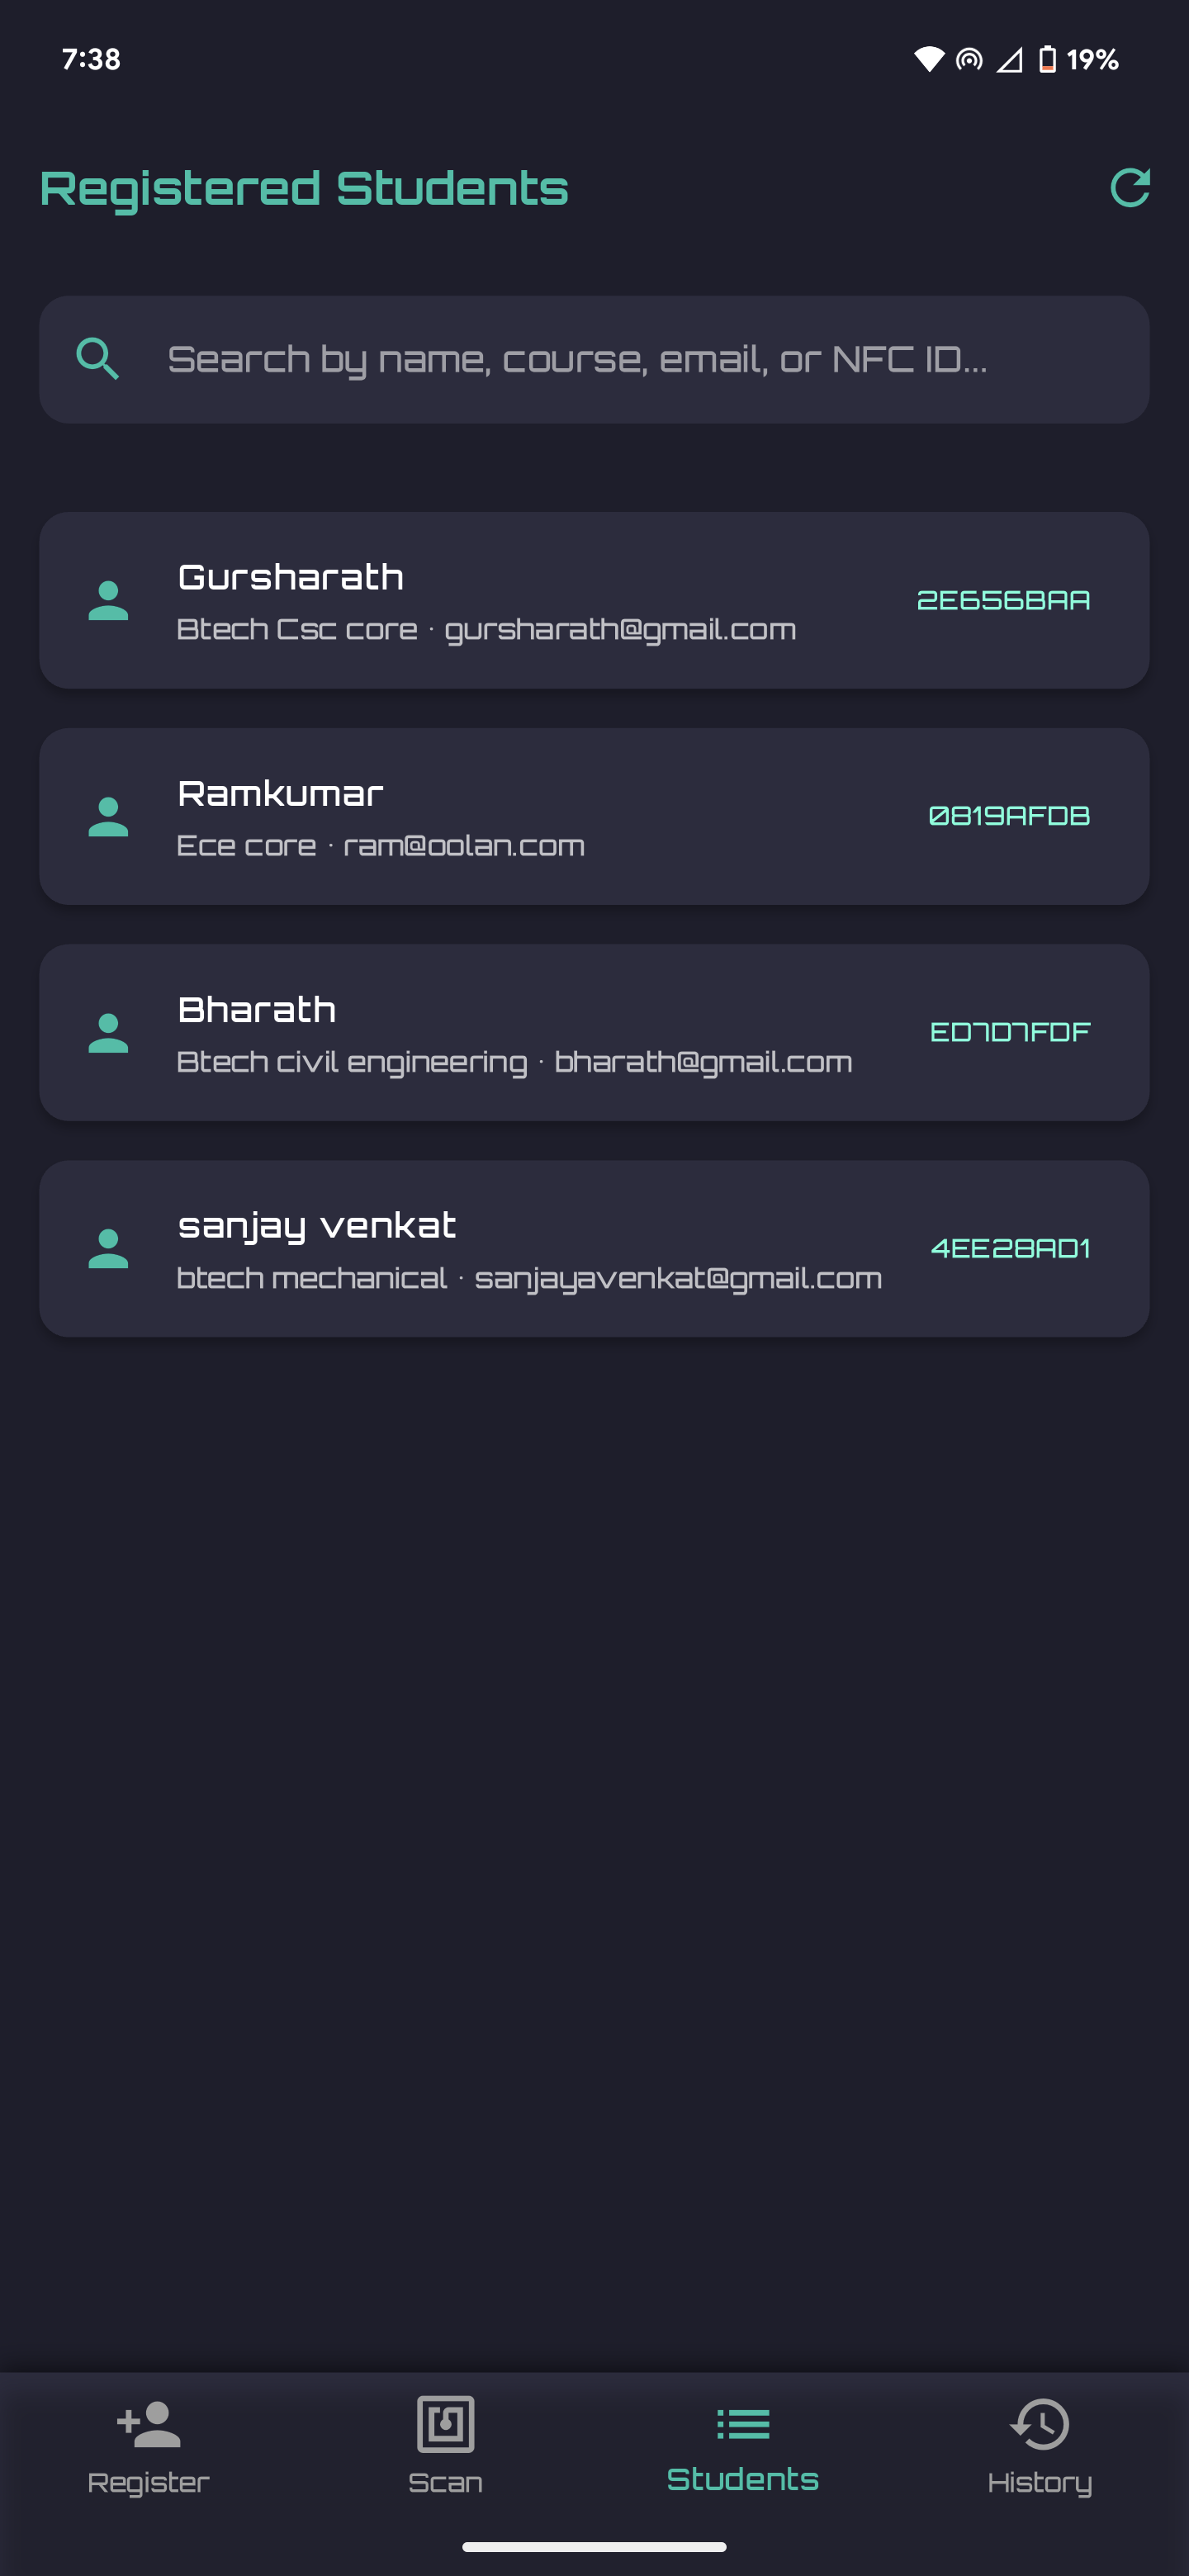 7:38
19%
Registered Students
Search by name, course, email, or NFC ID...
Gursharath
Btech Csc core · gursharath@gmail.com
2E656BAA
Ramkumar
Ece core · ram@oolan.com
0819AFDB
Bharath
Btech civil engineering · bharath@gmail.com
ED7D7FDF
sanjay venkat
btech mechanical · sanjayavenkat@gmail.com
4EE28AD1
Register
Scan
Students
History